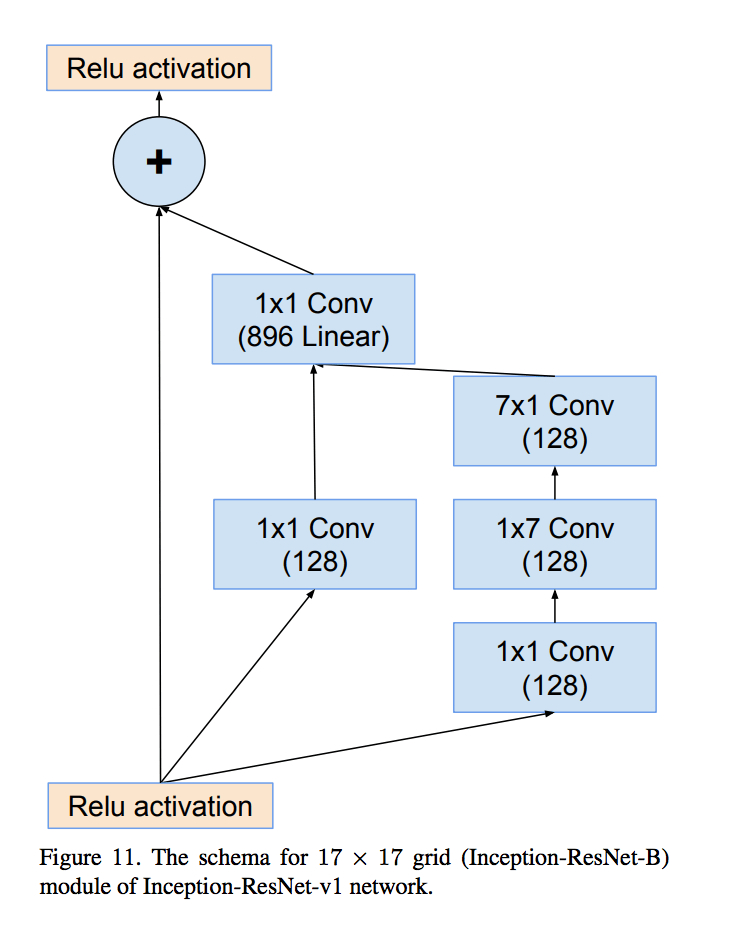 Relu activation
+
1x1 Conv
(896 Linear)
7x1 Conv
(128)
1x1 Conv
(128)
1x7 Conv
(128)
1x1 Conv
(128)
Relu activation
Figure 11. The schema for 17 × 17 grid (Inception-ResNet-B)
module of Inception-ResNet-v1 network.